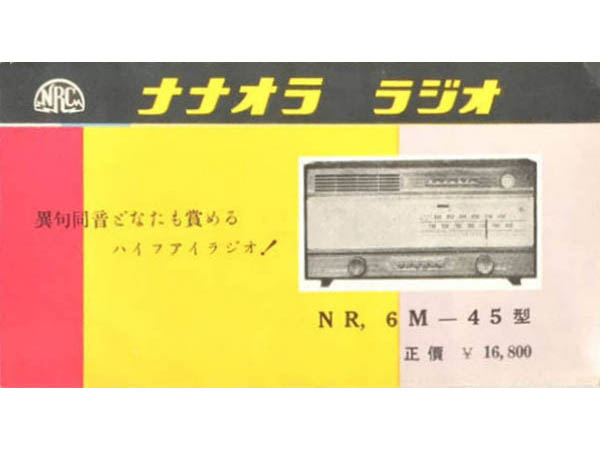 NRC
ナナオラ ラジオ
異句同音どなたも賞める
ハイフアイラジオ!
NR, 6M—45型
正價 ¥ 16,800